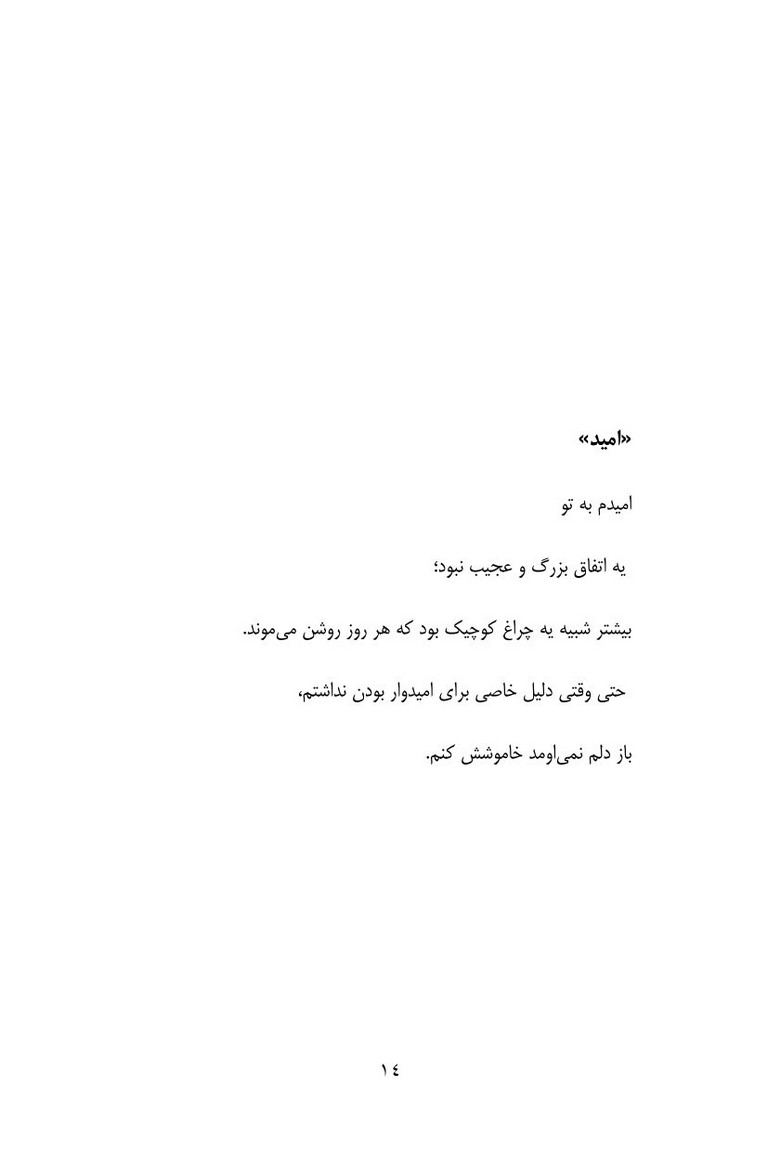 «امید»
امیدم به تو
یه اتفاق بزرگ و عجیب نبود؛
بیشتر شبیه یه چراغ کوچیک بود که هر روز روشن می‌موند.
حتی وقتی دلیل خاصی برای امیدوار بودن نداشتم،
باز دلم نمی‌اومد خاموشش کنم.
١٤